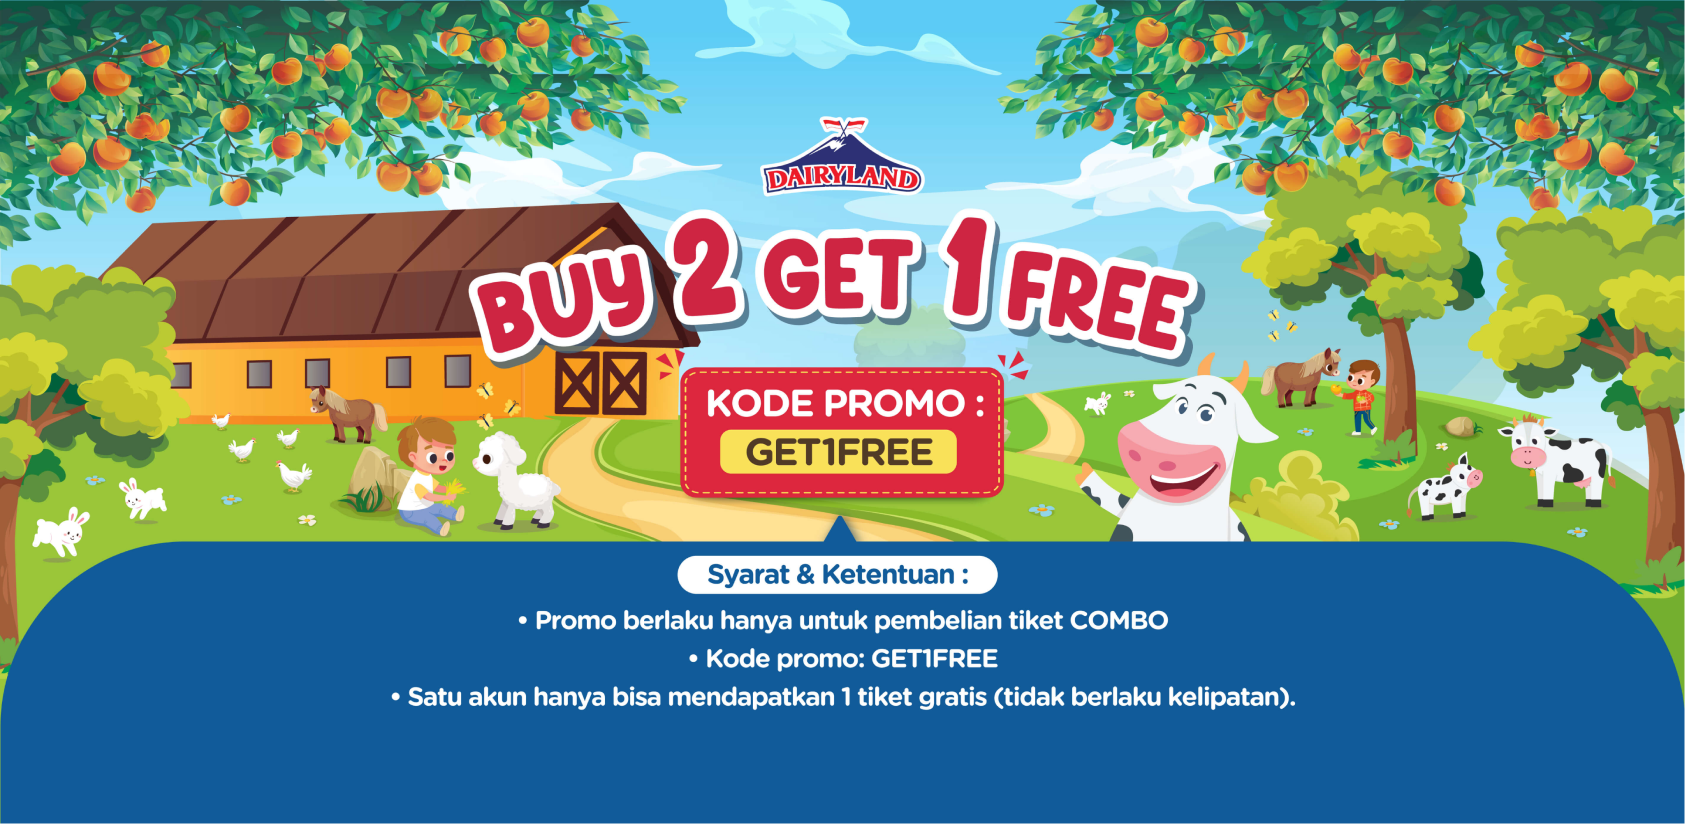 DAIRYLAND
BUY 2 GET 1 FREE
KODE PROMO :
GET1FREE
Syarat & Ketentuan :
• Promo berlaku hanya untuk pembelian tiket COMBO
• Kode promo: GET1FREE
• Satu akun hanya bisa mendapatkan 1 tiket gratis (tidak berlaku kelipatan).